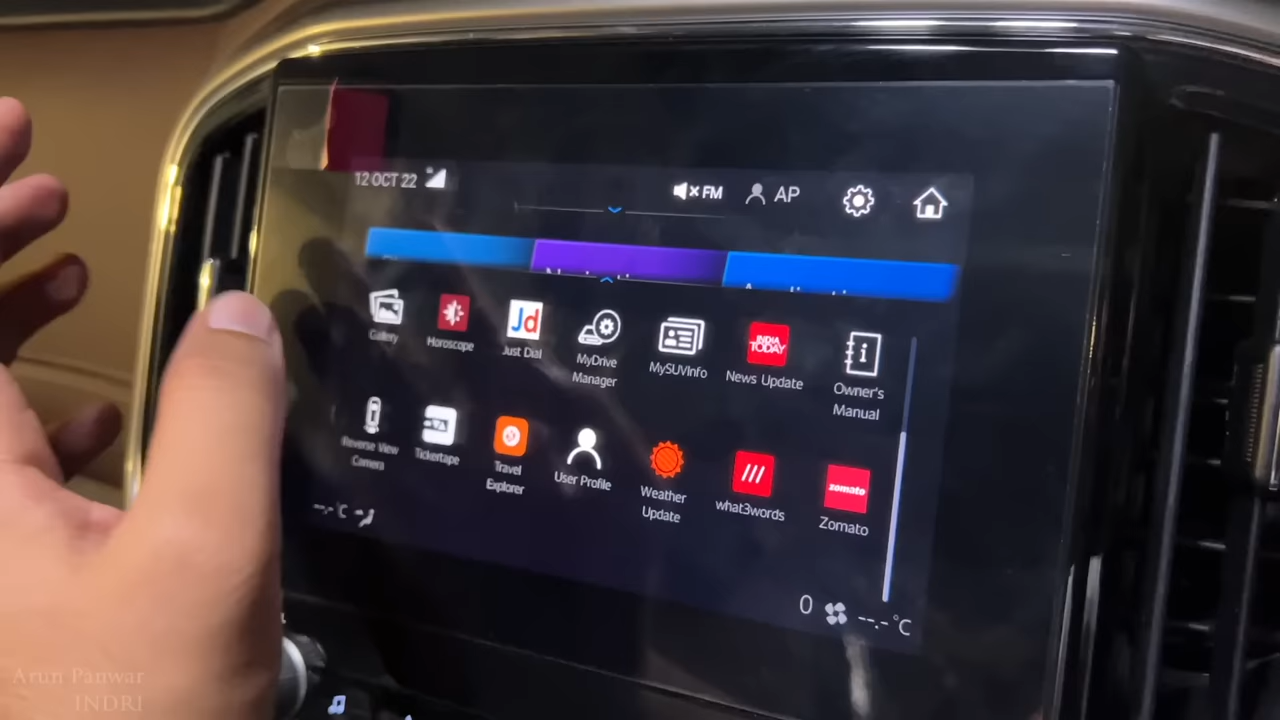 12 OCT 22
FM
AP
Gallery
Horoscope
Jd
Just Dial
MyDrive
Manager
MySUVInfo
INDIA
TODAY
News Update
Owner's
Manual
Reverse View
Camera
Tickertape
Travel
Explorer
User Profile
Weather
Update
what3words
zomato
Zomato
--.-°C
0
--.-°C
Arun Panwar
INDRI